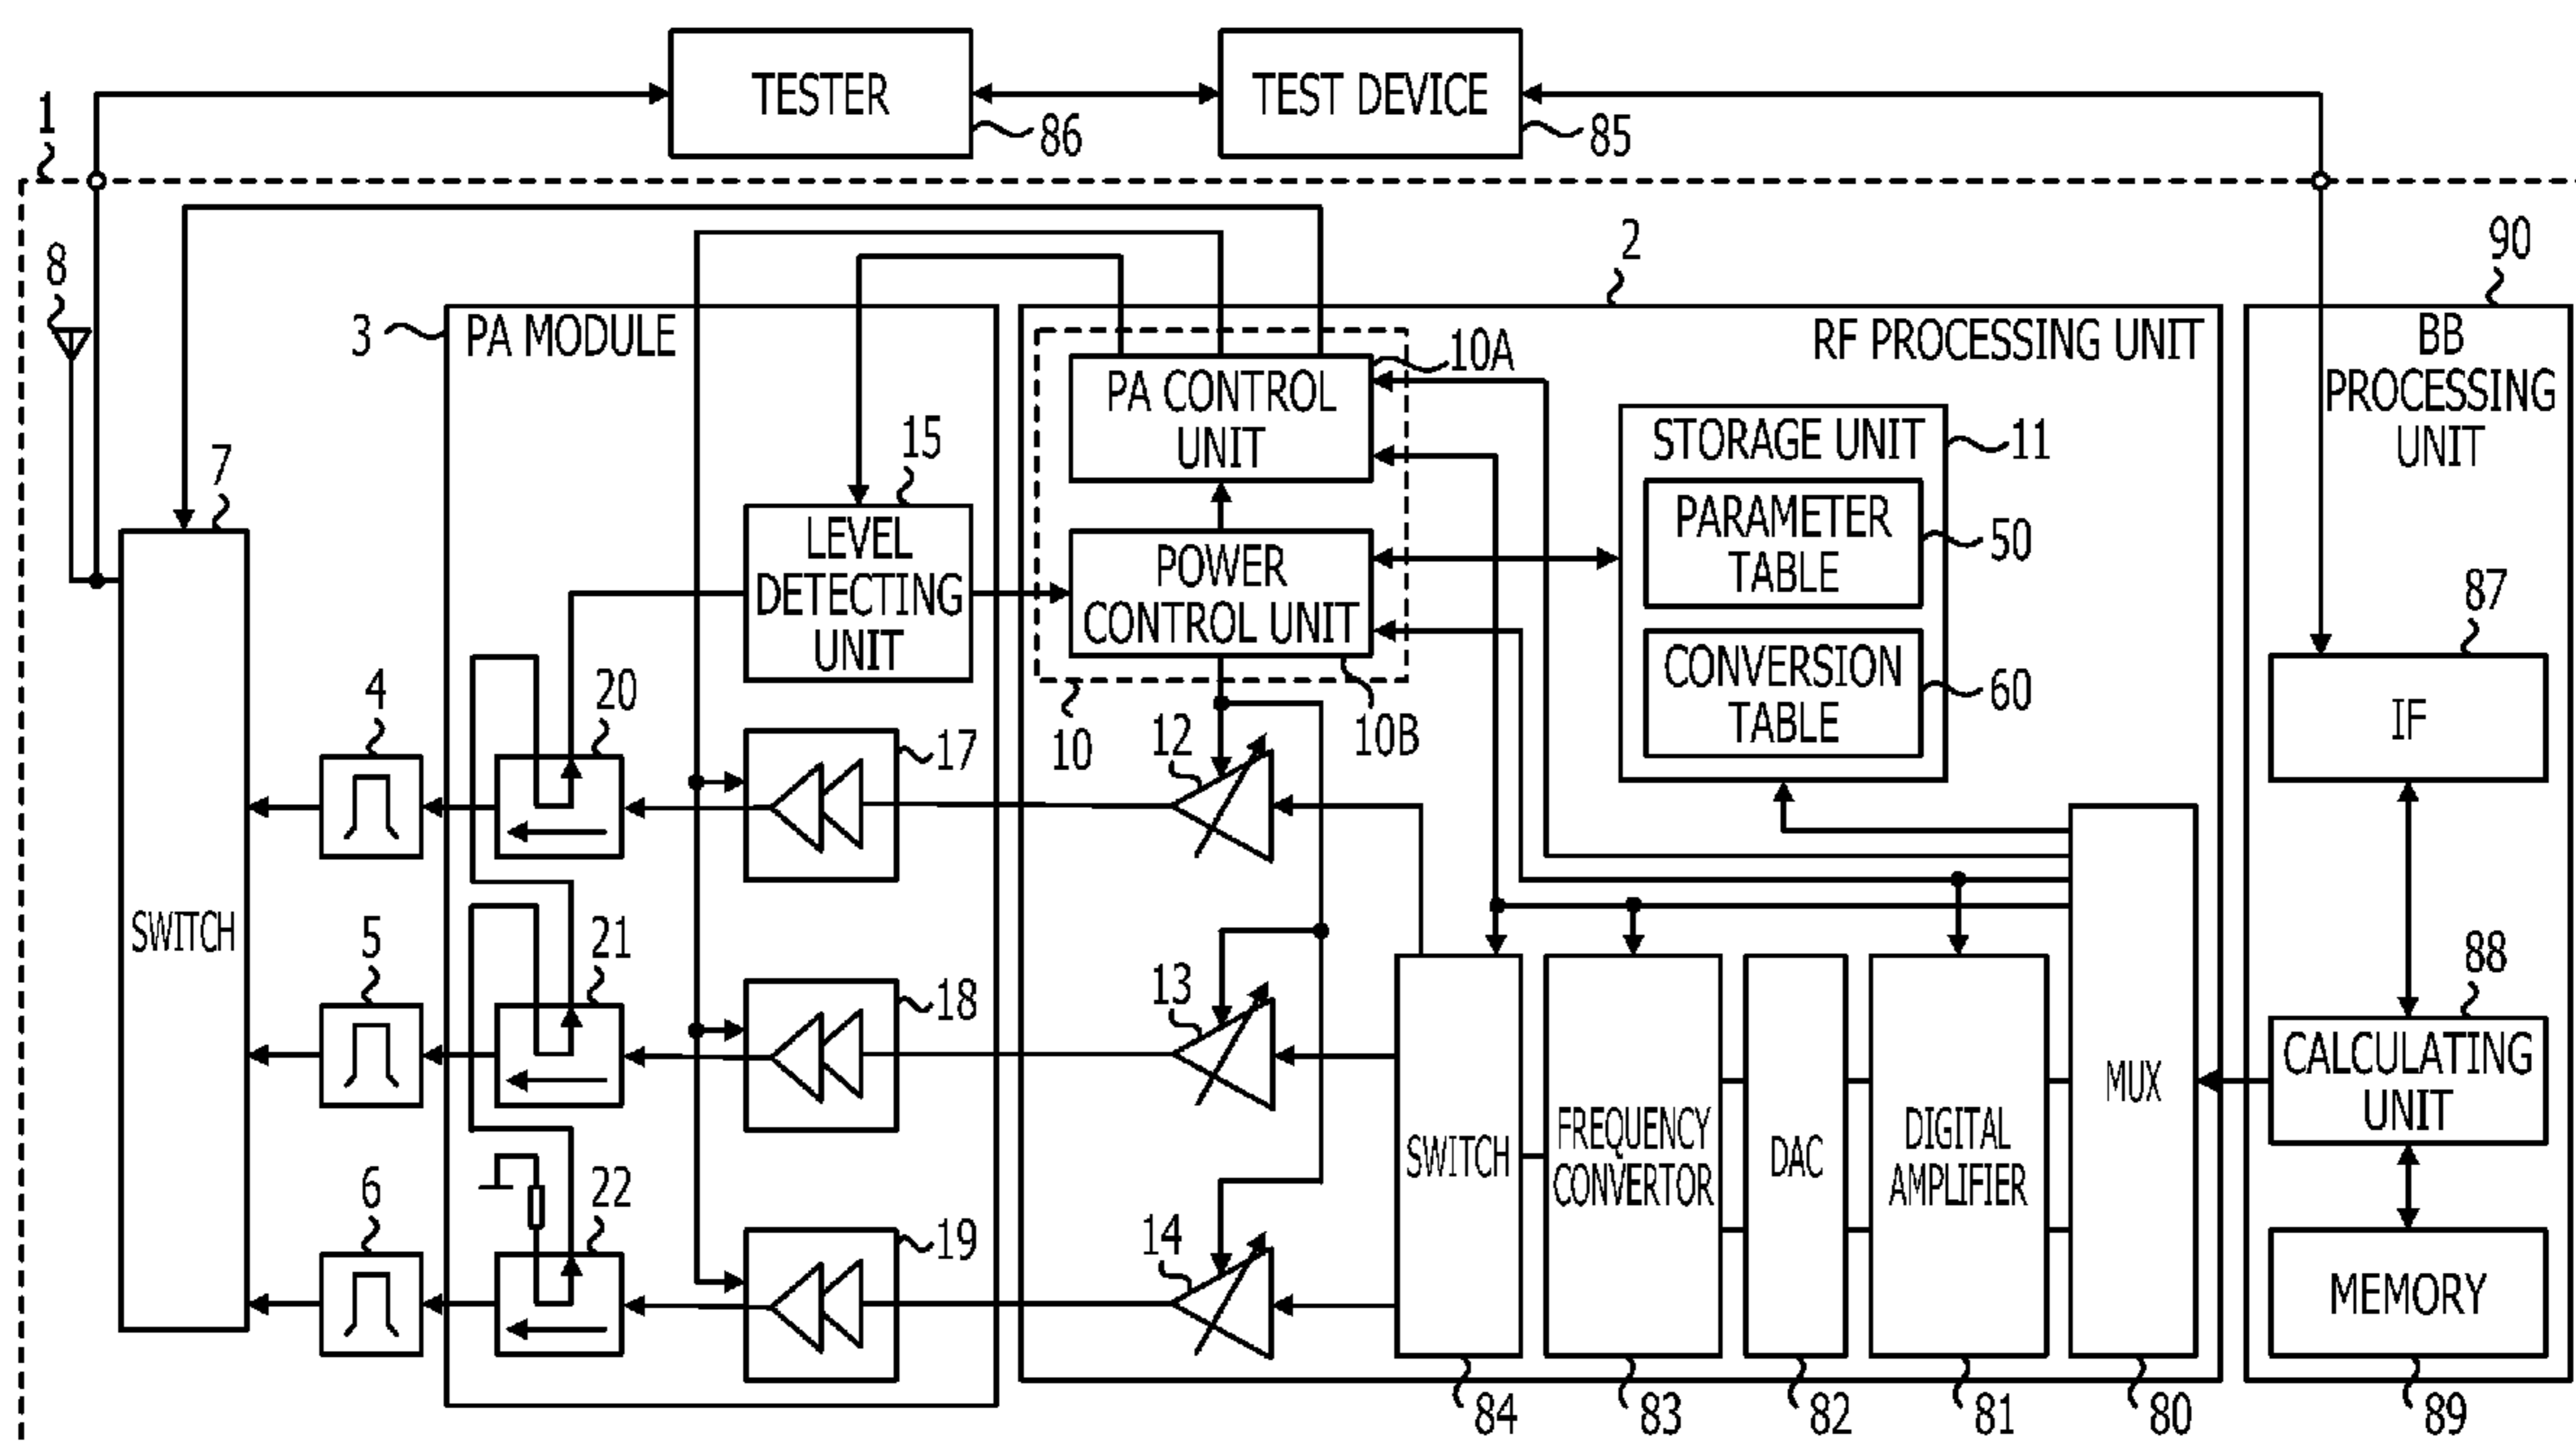 TESTER
86
TEST DEVICE
85
1
8
2
90
3
PA MODULE
RF PROCESSING UNIT
BB
PROCESSING
UNIT
10A
PA CONTROL
UNIT
15
7
STORAGE UNIT
11
PARAMETER
TABLE
50
LEVEL
DETECTING
UNIT
POWER
CONTROL UNIT
CONVERSION
TABLE
60
87
IF
4
20
17
12
10
10B
SWITCH
5
21
18
13
88
CALCULATING
UNIT
6
22
19
14
SWITCH
FREQUENCY
CONVERTOR
DAC
DIGITAL
AMPLIFIER
MUX
MEMORY
84
83
82
81
80
89